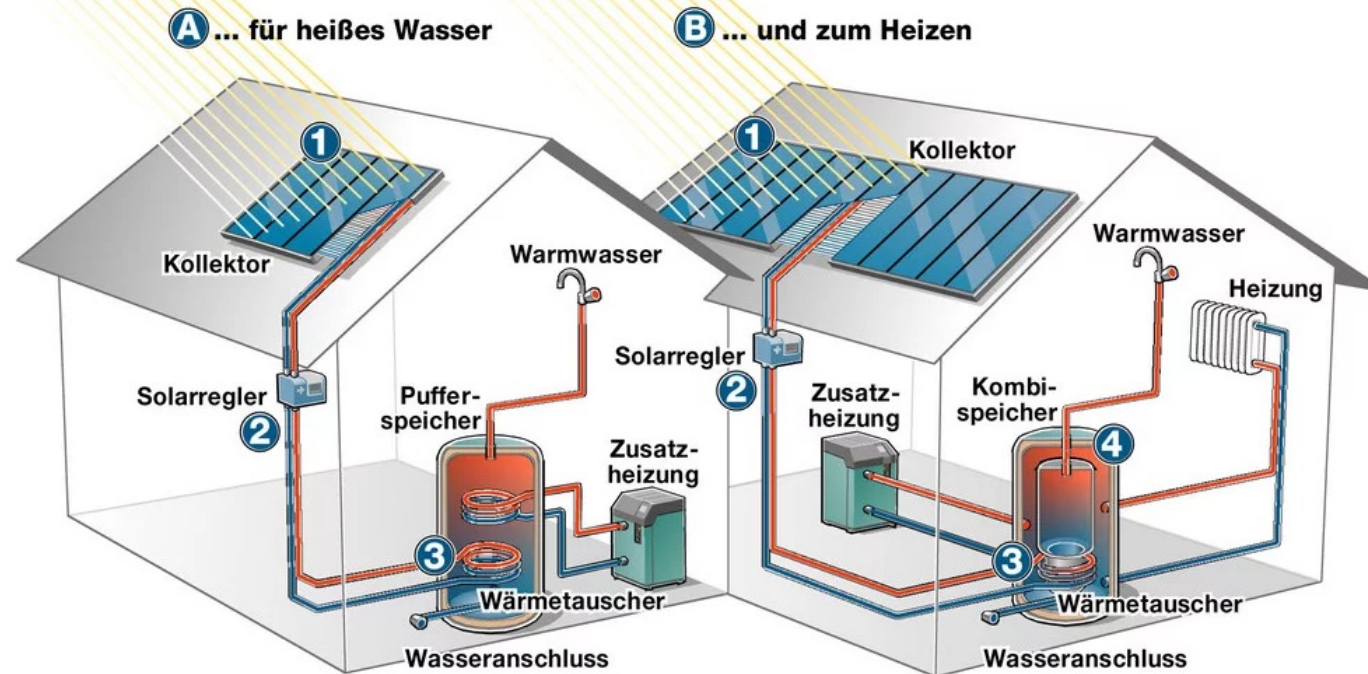 A ... für heißes Wasser
1
Kollektor
Solarregler
2
Puffer-
speicher
Warmwasser
Zusatz-
heizung
3
Wärmetauscher
Wasseranschluss
B ... und zum Heizen
1
Kollektor
Solarregler
2
Zusatz-
heizung
Kombi-
speicher
Warmwasser
Heizung
4
3
Wärmetauscher
Wasseranschluss